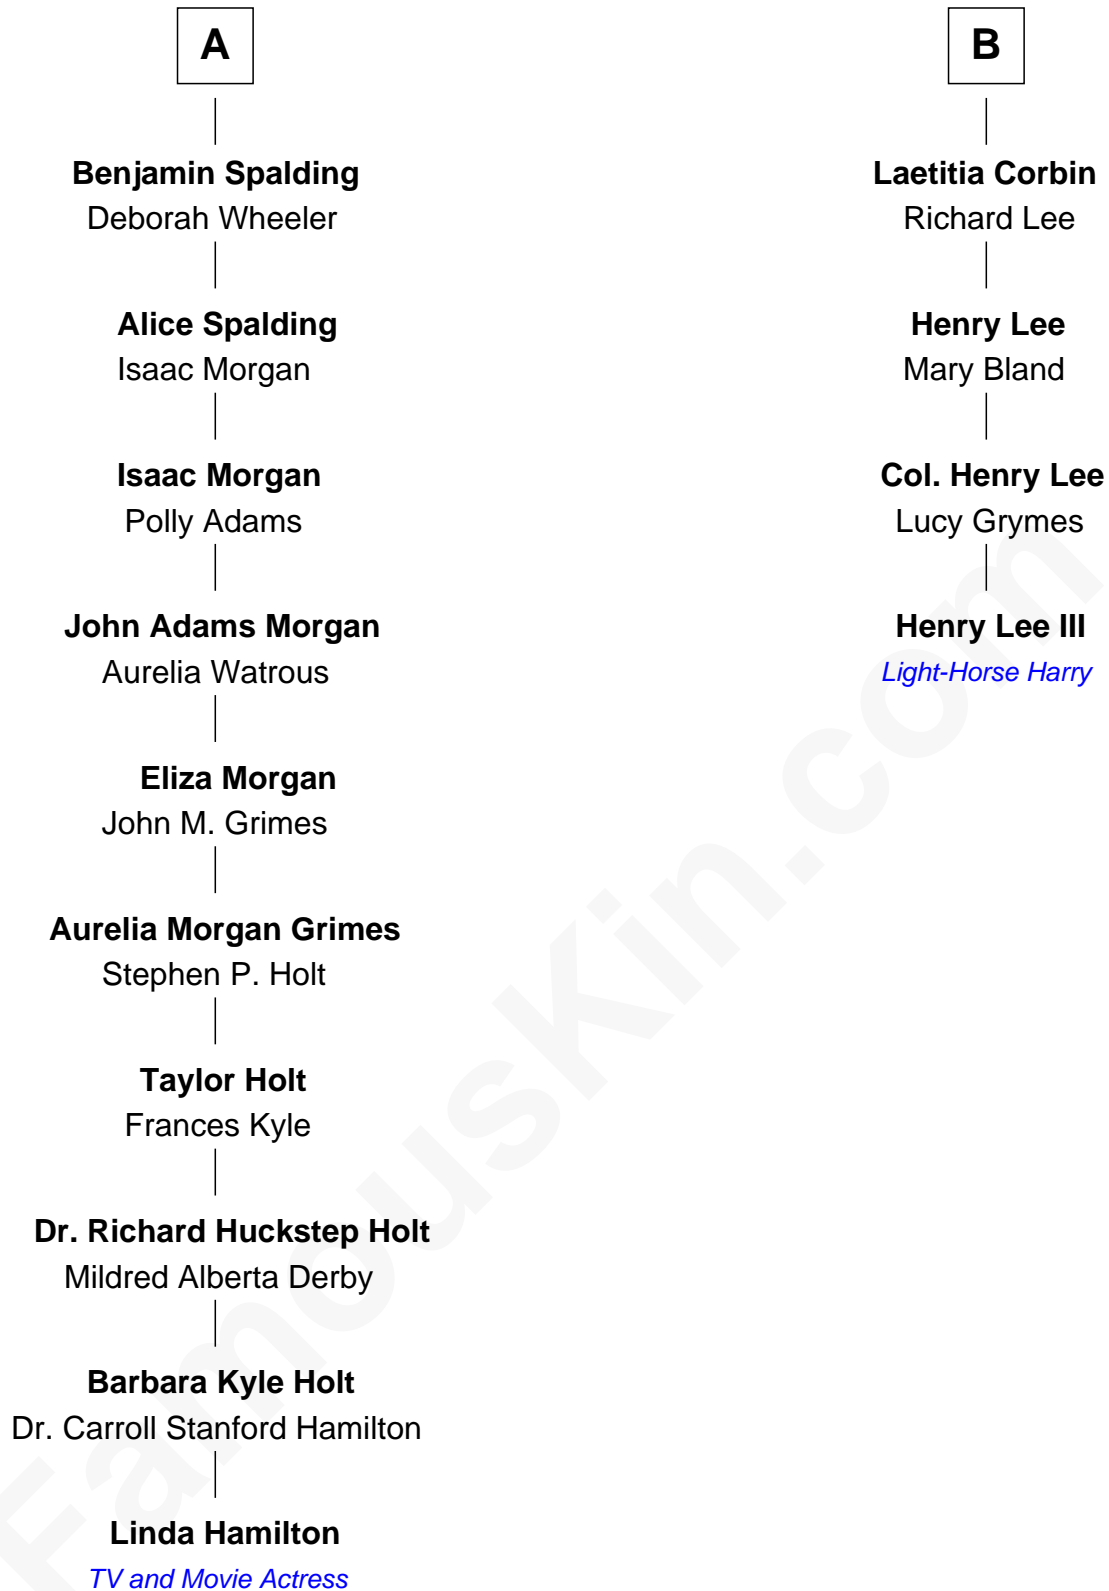 A
Benjamin Spalding
Deborah Wheeler
Alice Spalding
Isaac Morgan
Isaac Morgan
Polly Adams
John Adams Morgan
Aurelia Watrous
Eliza Morgan
John M. Grimes
Aurelia Morgan Grimes
Stephen P. Holt
Taylor Holt
Frances Kyle
Dr. Richard Huckstep Holt
Mildred Alberta Derby
Barbara Kyle Holt
Dr. Carroll Stanford Hamilton
Linda Hamilton
TV and Movie Actress
B
Laetitia Corbin
Richard Lee
Henry Lee
Mary Bland
Col. Henry Lee
Lucy Grymes
Henry Lee III
Light-Horse Harry
FamousKin.com